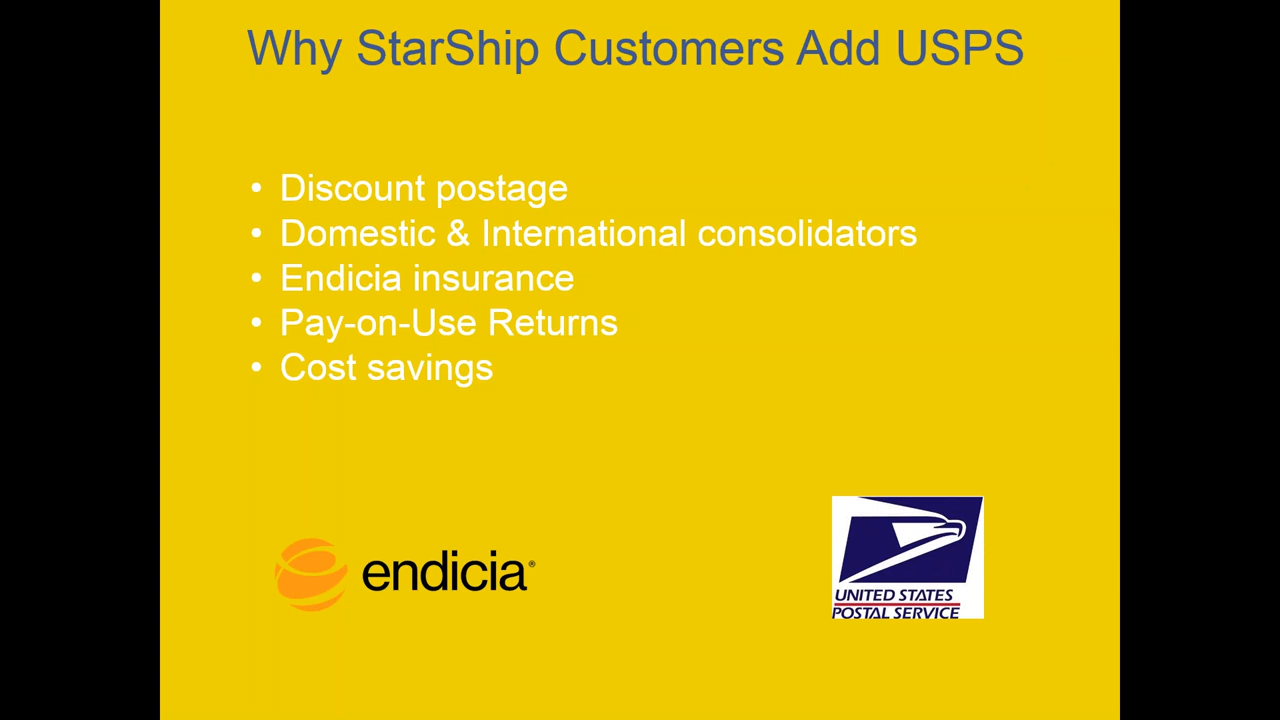 Why StarShip Customers Add USPS
• Discount postage
• Domestic & International consolidators
• Endicia insurance
• Pay-on-Use Returns
• Cost savings
endicia®
UNITED STATES
POSTAL SERVICE